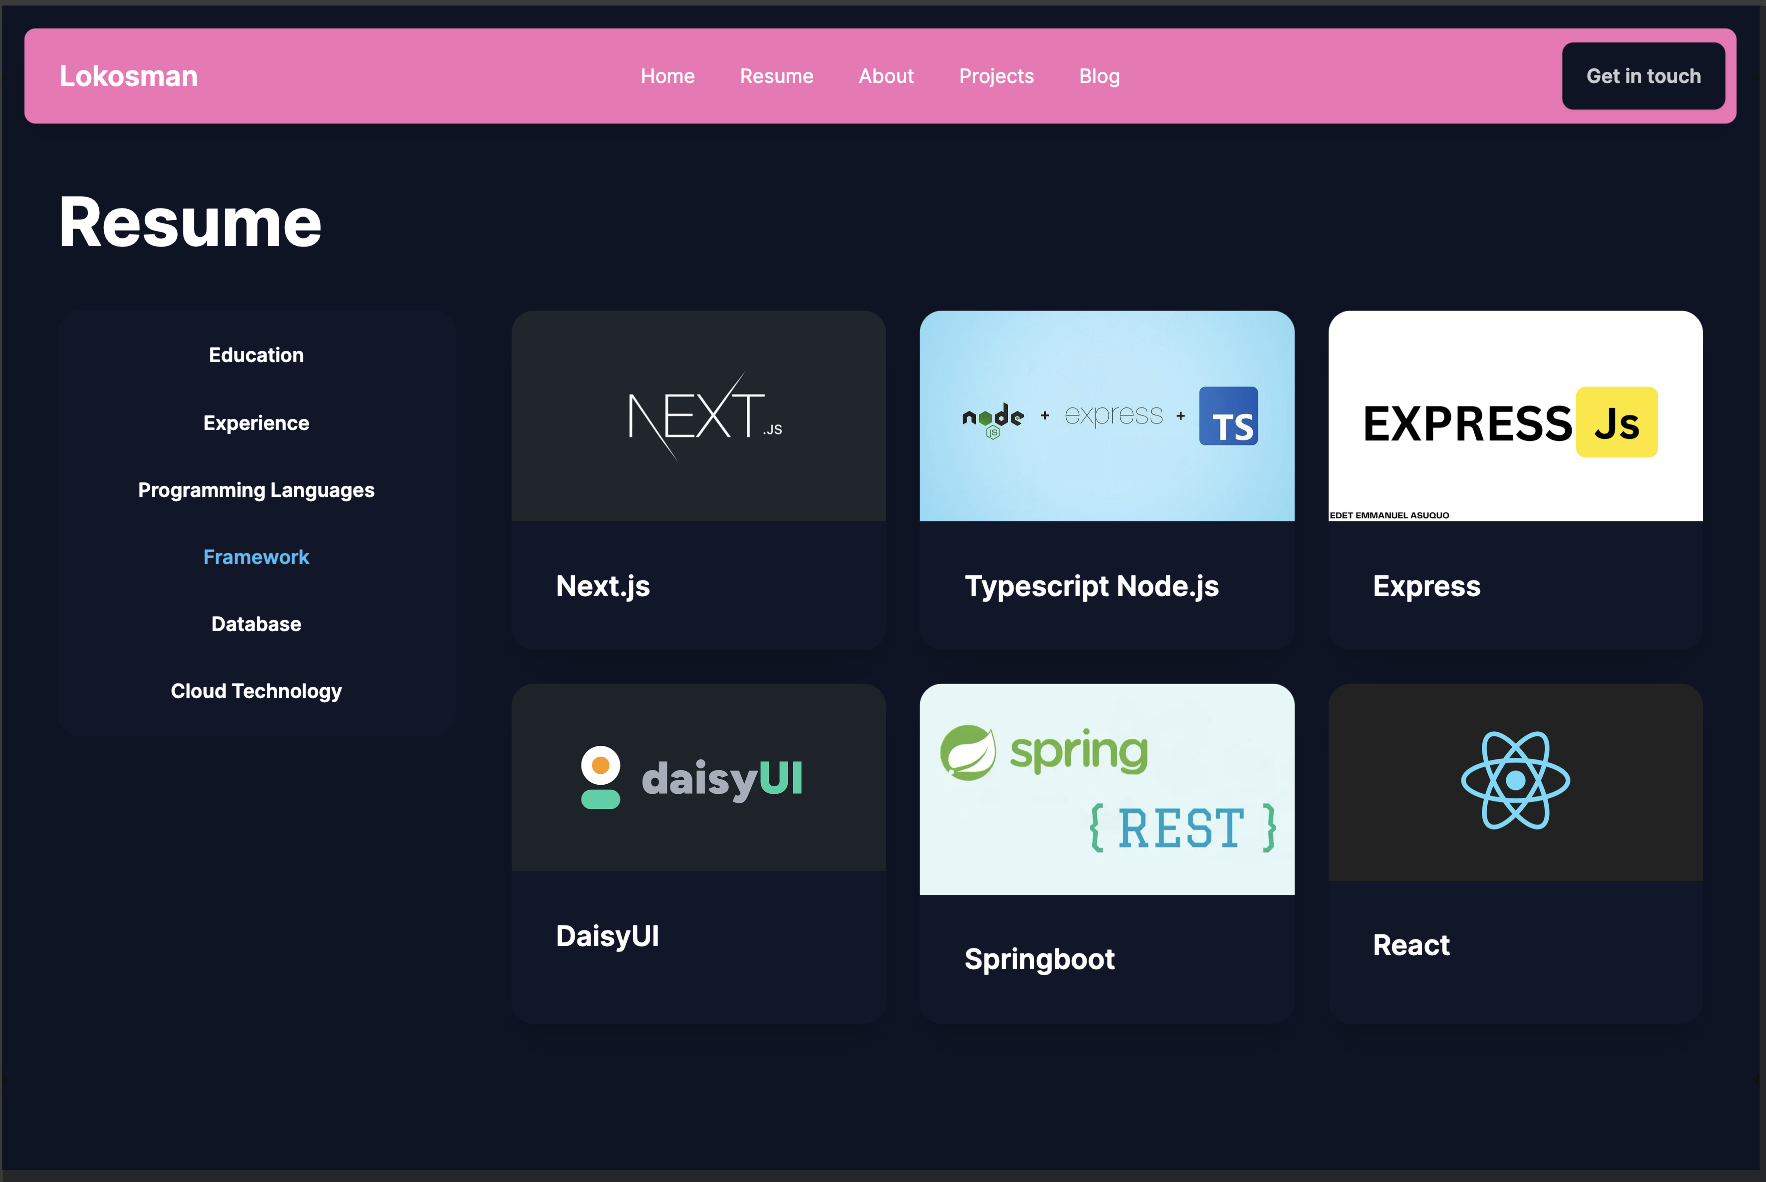 Lokosman
Home
Resume
About
Projects
Blog
Get in touch
Resume
Education
Experience
Programming Languages
Framework
Database
Cloud Technology
NEXT.JS
node JS + express + TS
EXPRESS Js
EDET EMMANUEL ASUQUO
Next.js
Typescript Node.js
Express
daisyUI
spring
{ REST }
DaisyUI
Springboot
React